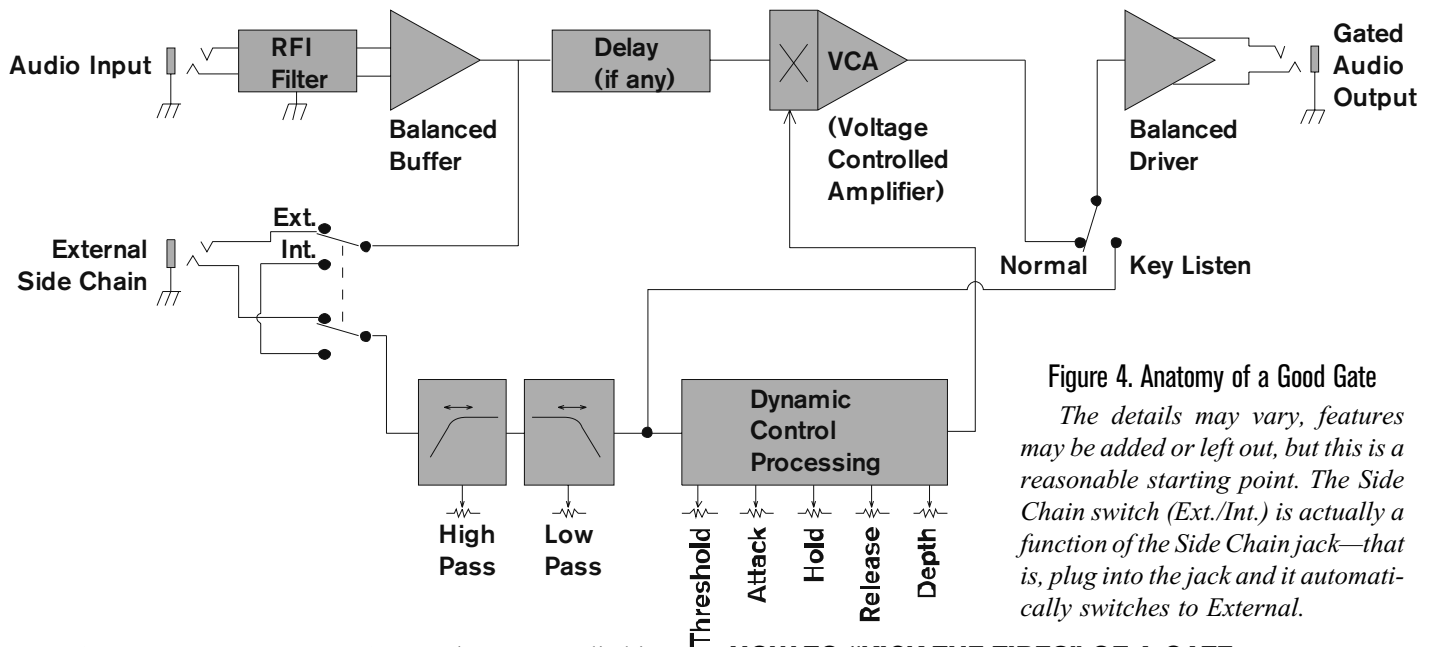 Audio Input
RFI
Filter
Balanced
Buffer
Delay
(if any)
VCA
(Voltage
Controlled
Amplifier)
Balanced
Driver
Gated
Audio
Output
External
Side Chain
Ext.
Int.
Normal
Key Listen
High
Pass
Low
Pass
Dynamic
Control
Processing
Threshold
Attack
Hold
Release
Depth
Figure 4. Anatomy of a Good Gate
The details may vary, features
may be added or left out, but this is a
reasonable starting point. The Side
Chain switch (Ext./Int.) is actually a
function of the Side Chain jack—that
is, plug into the jack and it automati-
cally switches to External.